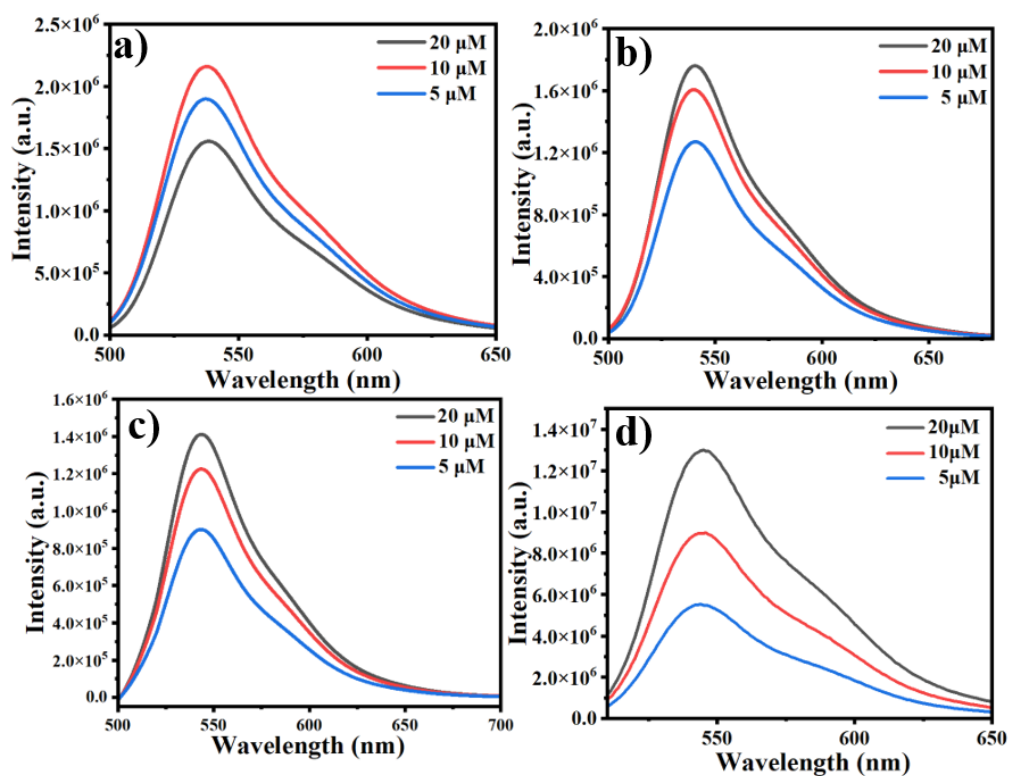 a)
20 μM
10 μM
5 μM
2.5×10⁶
2.0×10⁶
1.5×10⁶
1.0×10⁶
5.0×10⁵
0.0
Intensity (a.u.)
500 550 600 650
Wavelength (nm)
b)
20 μM
10 μM
5 μM
2.0×10⁶
1.6×10⁶
1.2×10⁶
8.0×10⁵
4.0×10⁵
0.0
Intensity (a.u.)
500 550 600 650
Wavelength (nm)
c)
20 μM
10 μM
5 μM
1.6×10⁶
1.4×10⁶
1.2×10⁶
1.0×10⁶
8.0×10⁵
6.0×10⁵
4.0×10⁵
2.0×10⁵
0.0
Intensity (a.u.)
500 550 600 650 700
Wavelength (nm)
d)
20μM
10μM
5μM
1.4×10⁷
1.2×10⁷
1.0×10⁷
8.0×10⁶
6.0×10⁶
4.0×10⁶
2.0×10⁶
0.0
Intensity (a.u.)
550 600 650
Wavelength (nm)